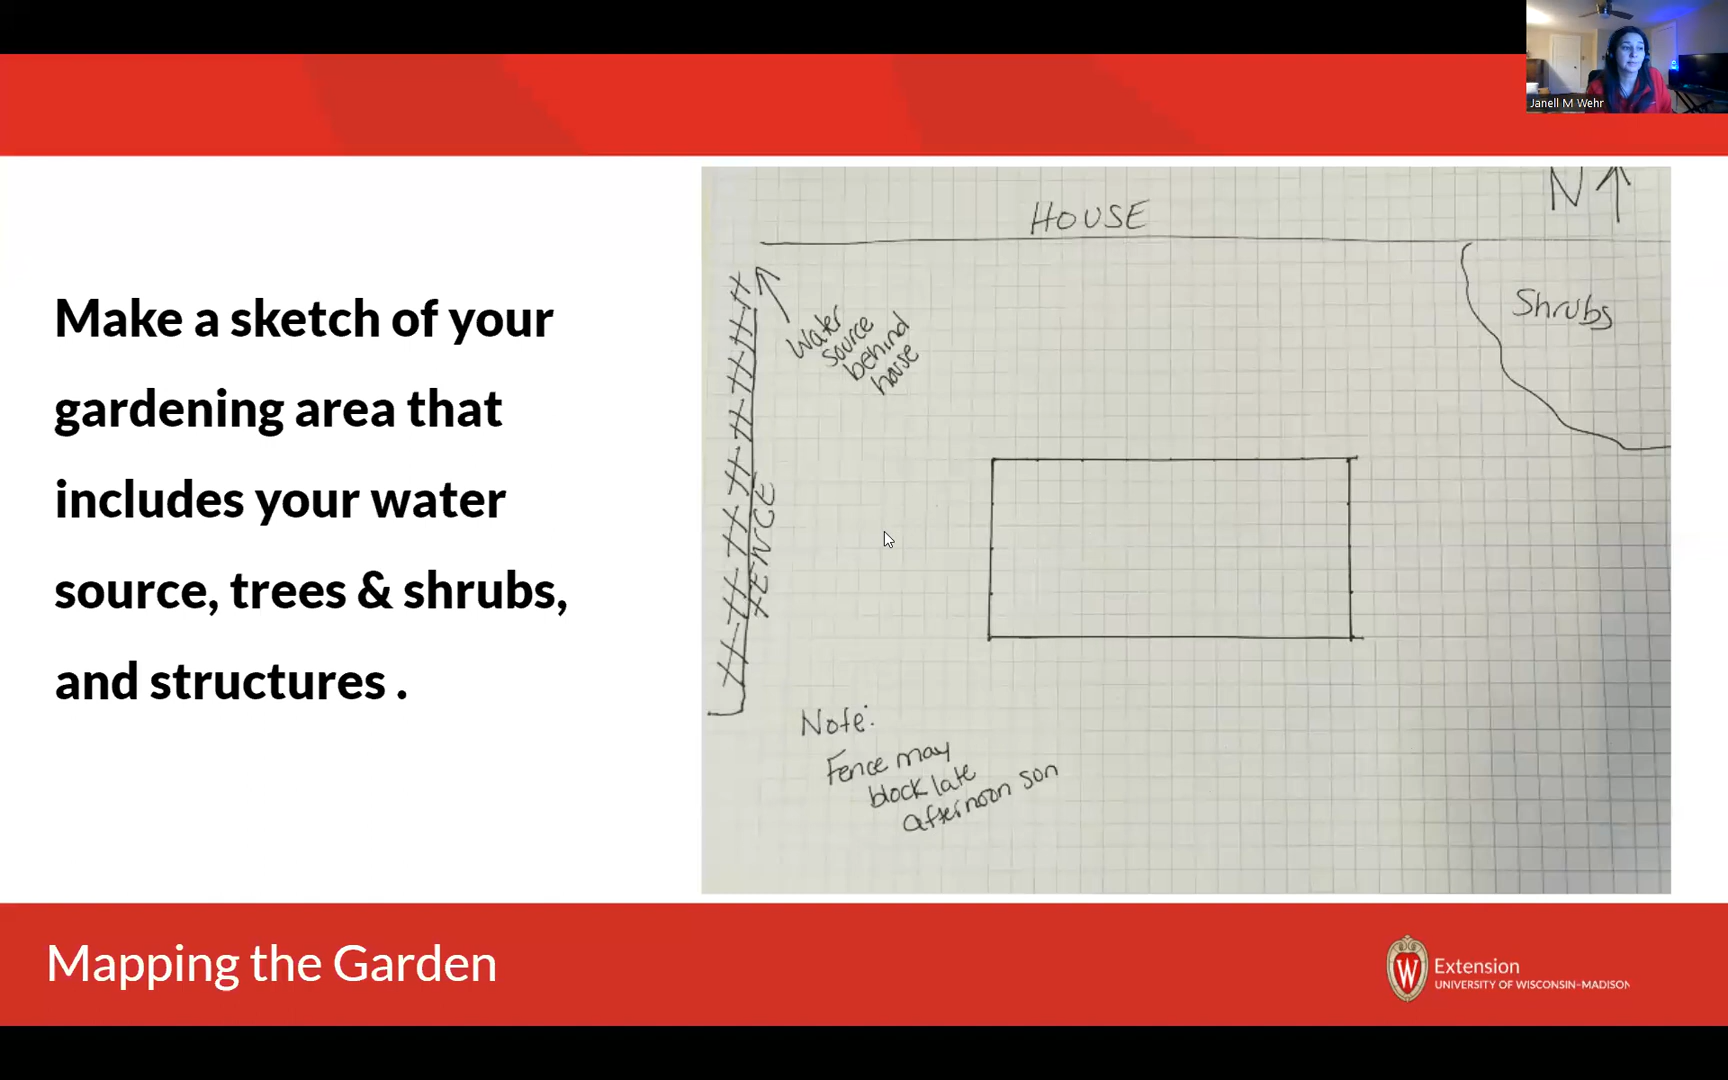 Janell M Wehr
Make a sketch of your
gardening area that
includes your water
source, trees & shrubs,
and structures .
HOUSE
N
Shrubs
Water
source
behind
house
FENCE
Note:
Fence may
block late
afternoon son
Mapping the Garden
W
Extension
UNIVERSITY OF WISCONSIN–MADISON